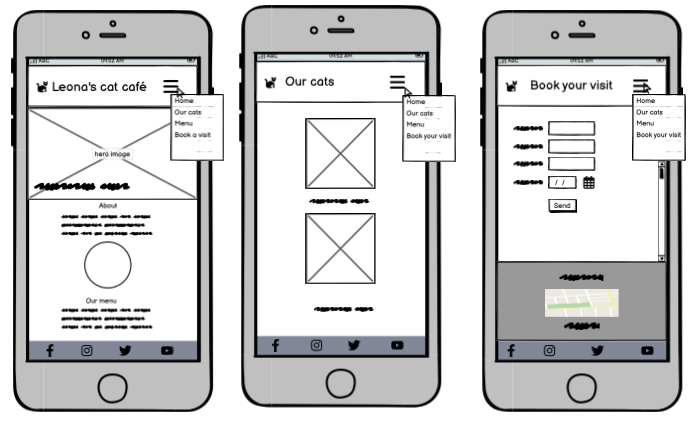 ABC 09:52 AM
Leona's cat café
Home
Our cats
Menu
Book a visit
hero image
About
Our menu
ABC 09:52 AM
Our cats
Home
Our cats
Menu
Book your visit
ABC 09:52 AM
Book your visit
Home
Our cats
Menu
Book your visit
/ /
Send